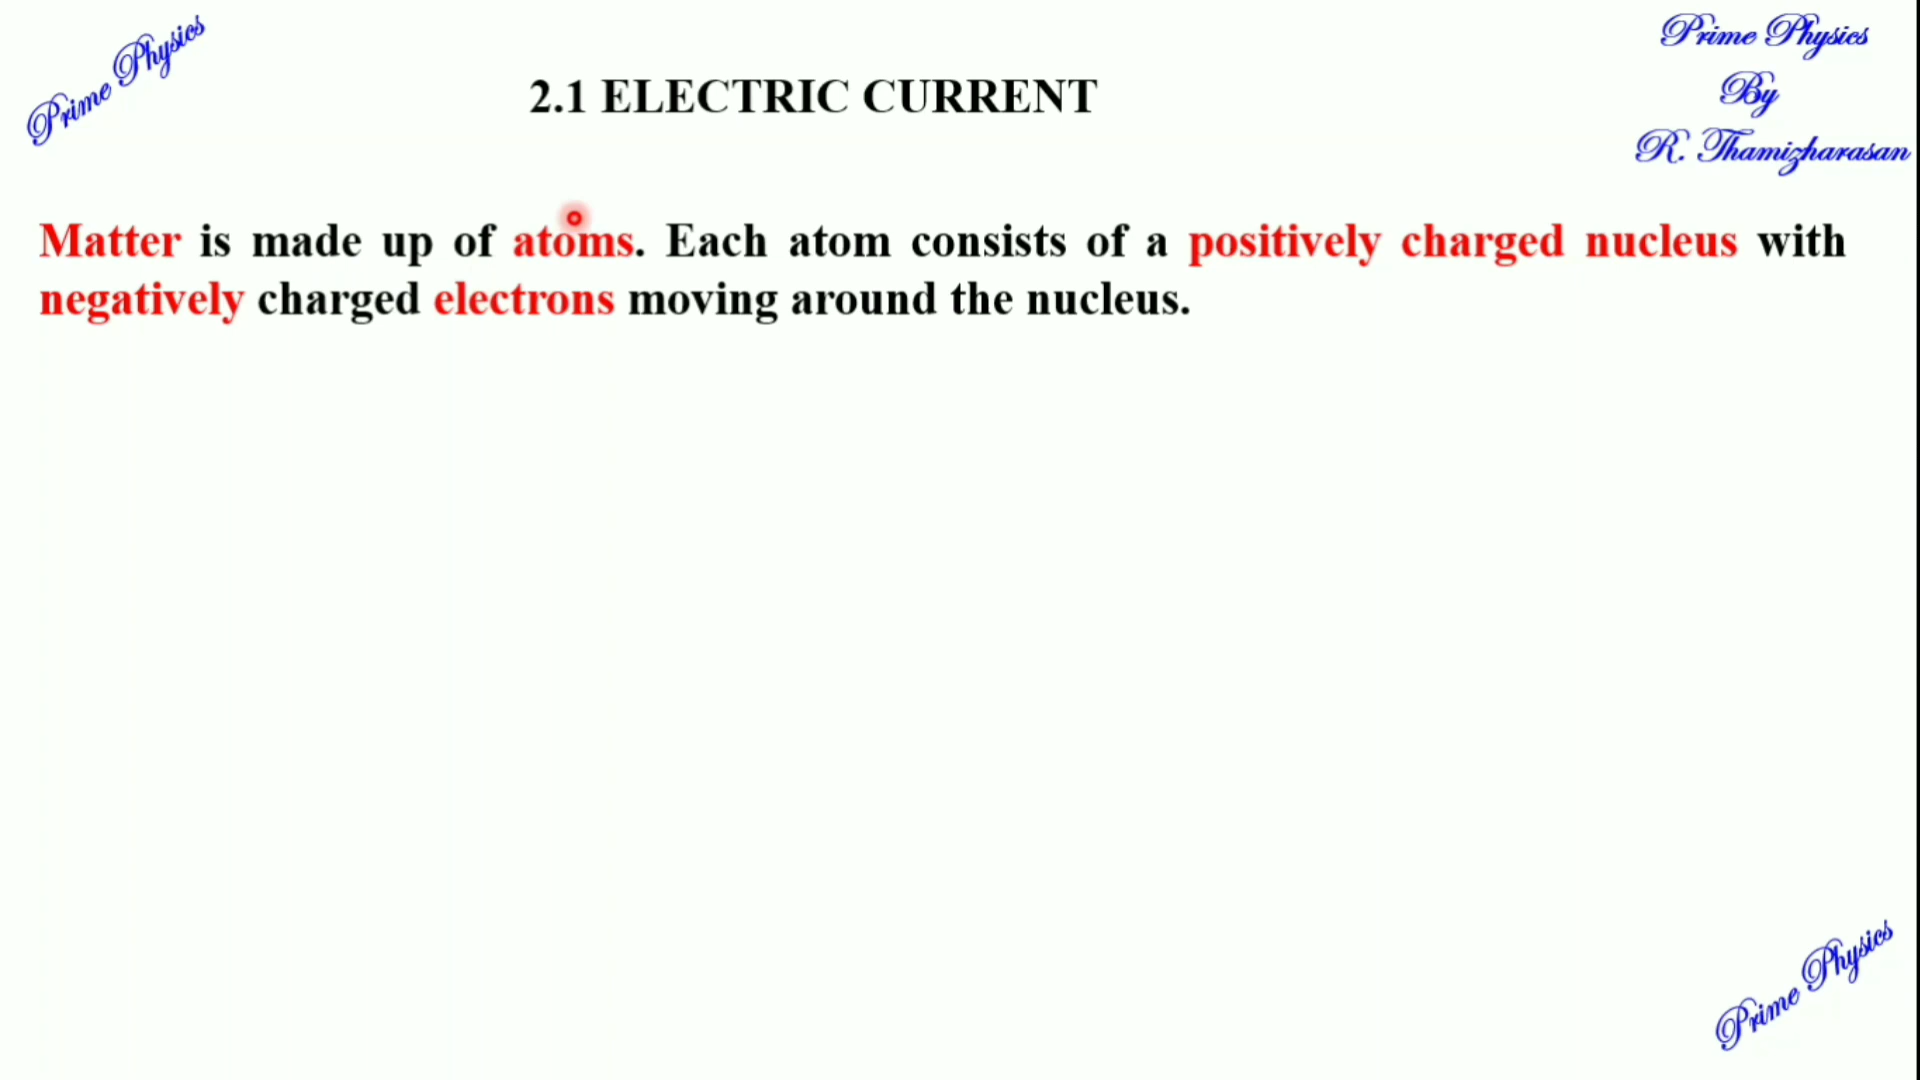 Prime Physics
Prime Physics
By
R. Thamizharasan
2.1 ELECTRIC CURRENT
Matter is made up of atoms. Each atom consists of a positively charged nucleus with
negatively charged electrons moving around the nucleus.
Prime Physics